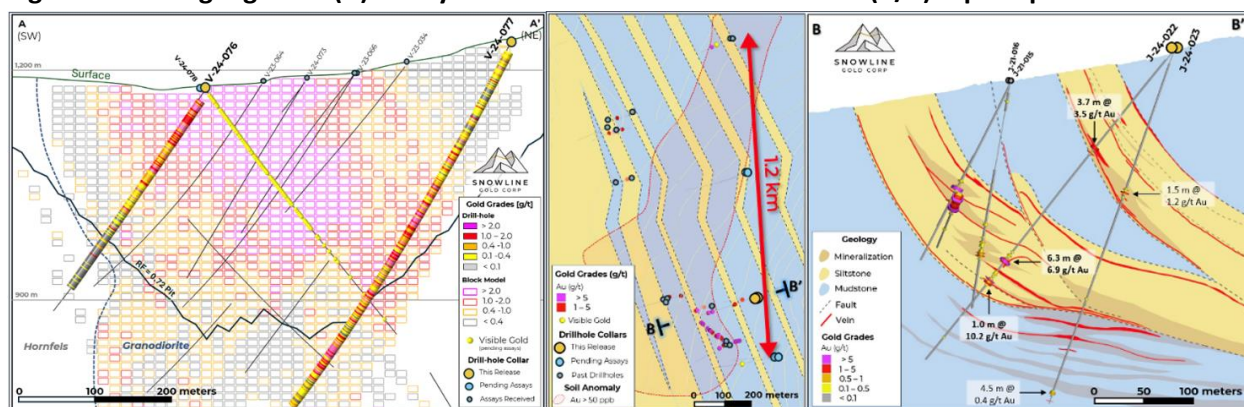 A
(SW)
A'
(NE)
V-24-078
V-24-076
V-23-064
V-24-073
V-23-066
V-23-034
V-24-077
1,200 m
Surface
900 m
RF = 0.72 Pit
Hornfels
Granodiorite
0 100 200 meters
SNOWLINE
GOLD CORP
Gold Grades [g/t]
Drill-hole
> 2.0
1.0 - 2.0
0.4 -1.0
0.1 -0.4
< 0.1
Block Model
> 2.0
1.0 -2.0
0.4 -1.0
< 0.4
Visible Gold
(pending assays)
Drill-hole Collar
This Release
Pending Assays
Assays Received
1.2 km
B
B'
Gold Grades (g/t)
Au (g/t)
> 5
1 – 5
Visible Gold
Drillhole Collars
This Release
Pending Assays
Past Drillholes
Soil Anomaly
Au > 50 ppb
0 100 200 meters
B
B'
SNOWLINE
GOLD CORP
J-21-016
J-21-015
J-24-022
J-24-023
3.7 m @
3.5 g/t Au
1.5 m @
1.2 g/t Au
6.3 m @
6.9 g/t Au
1.0 m @
10.2 g/t Au
4.5 m @
0.4 g/t Au
Geology
Mineralization
Siltstone
Mudstone
Fault
Vein
Gold Grades
Au (g/t)
> 5
1 – 5
0.5 – 1
0.1 – 0.5
< 0.1
0 50 100 meters